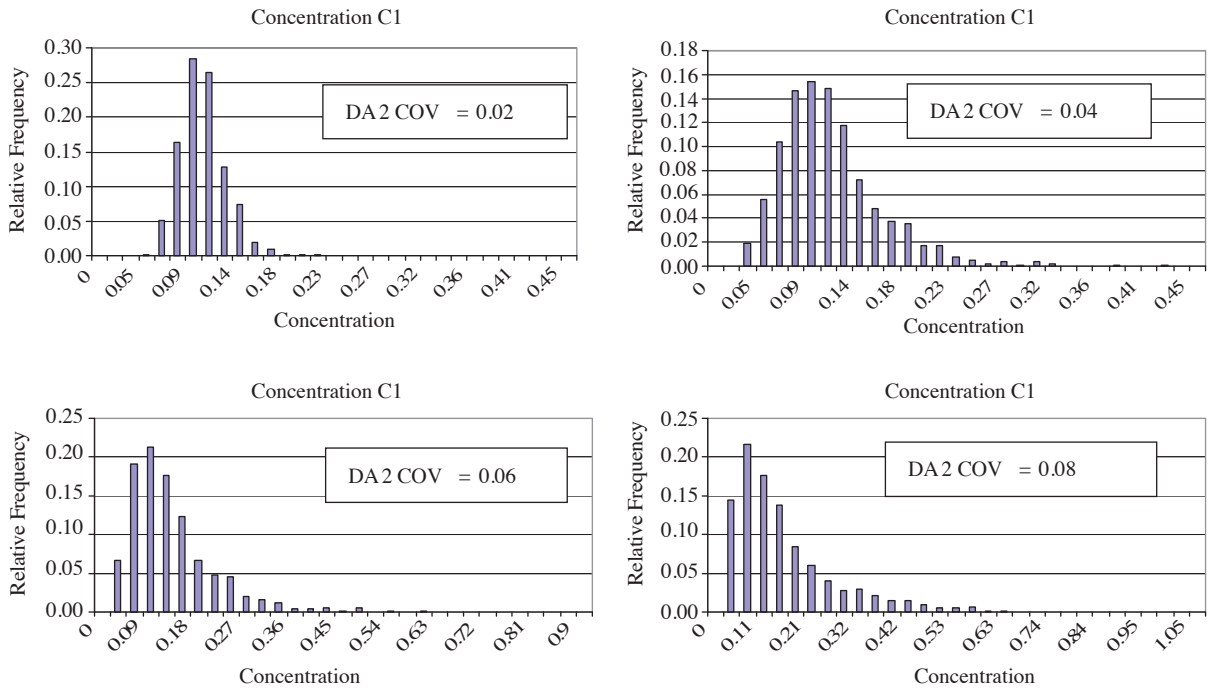 Concentration C1
0.30
0.25
0.20
0.15
0.10
0.05
0.00
Relative Frequency
DA2 COV = 0.02
0 0.05 0.09 0.14 0.18 0.23 0.27 0.32 0.36 0.41 0.45
Concentration
Concentration C1
0.18
0.16
0.14
0.12
0.10
0.08
0.06
0.04
0.02
0.00
Relative Frequency
DA2 COV = 0.04
0 0.05 0.09 0.14 0.18 0.23 0.27 0.32 0.36 0.41 0.45
Concentration
Concentration C1
0.25
0.20
0.15
0.10
0.05
0.00
Relative Frequency
DA2 COV = 0.06
0 0.09 0.18 0.27 0.36 0.45 0.54 0.63 0.72 0.81 0.9
Concentration
Concentration C1
0.25
0.20
0.15
0.10
0.05
0.00
Relative Frequency
DA2 COV = 0.08
0 0.11 0.21 0.32 0.42 0.53 0.63 0.74 0.84 0.95 1.05
Concentration